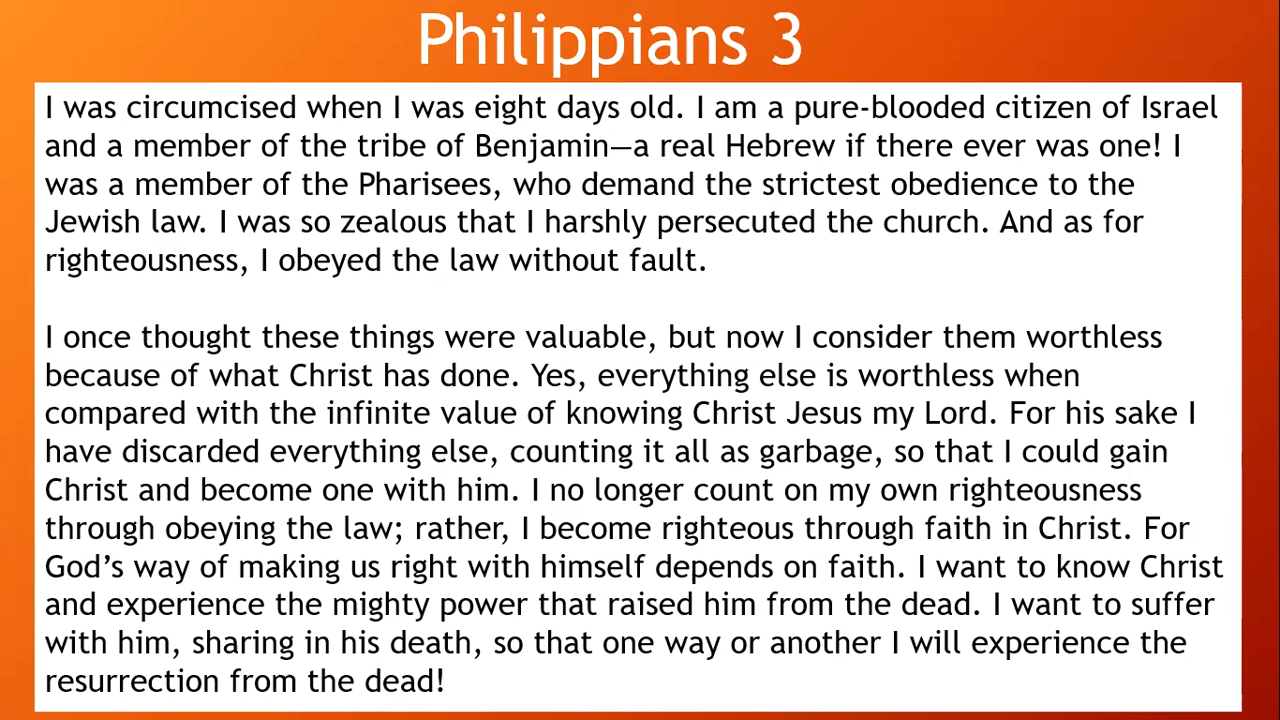 Philippians 3
I was circumcised when I was eight days old. I am a pure-blooded citizen of Israel
and a member of the tribe of Benjamin—a real Hebrew if there ever was one! I
was a member of the Pharisees, who demand the strictest obedience to the
Jewish law. I was so zealous that I harshly persecuted the church. And as for
righteousness, I obeyed the law without fault.
I once thought these things were valuable, but now I consider them worthless
because of what Christ has done. Yes, everything else is worthless when
compared with the infinite value of knowing Christ Jesus my Lord. For his sake I
have discarded everything else, counting it all as garbage, so that I could gain
Christ and become one with him. I no longer count on my own righteousness
through obeying the law; rather, I become righteous through faith in Christ. For
God’s way of making us right with himself depends on faith. I want to know Christ
and experience the mighty power that raised him from the dead. I want to suffer
with him, sharing in his death, so that one way or another I will experience the
resurrection from the dead!